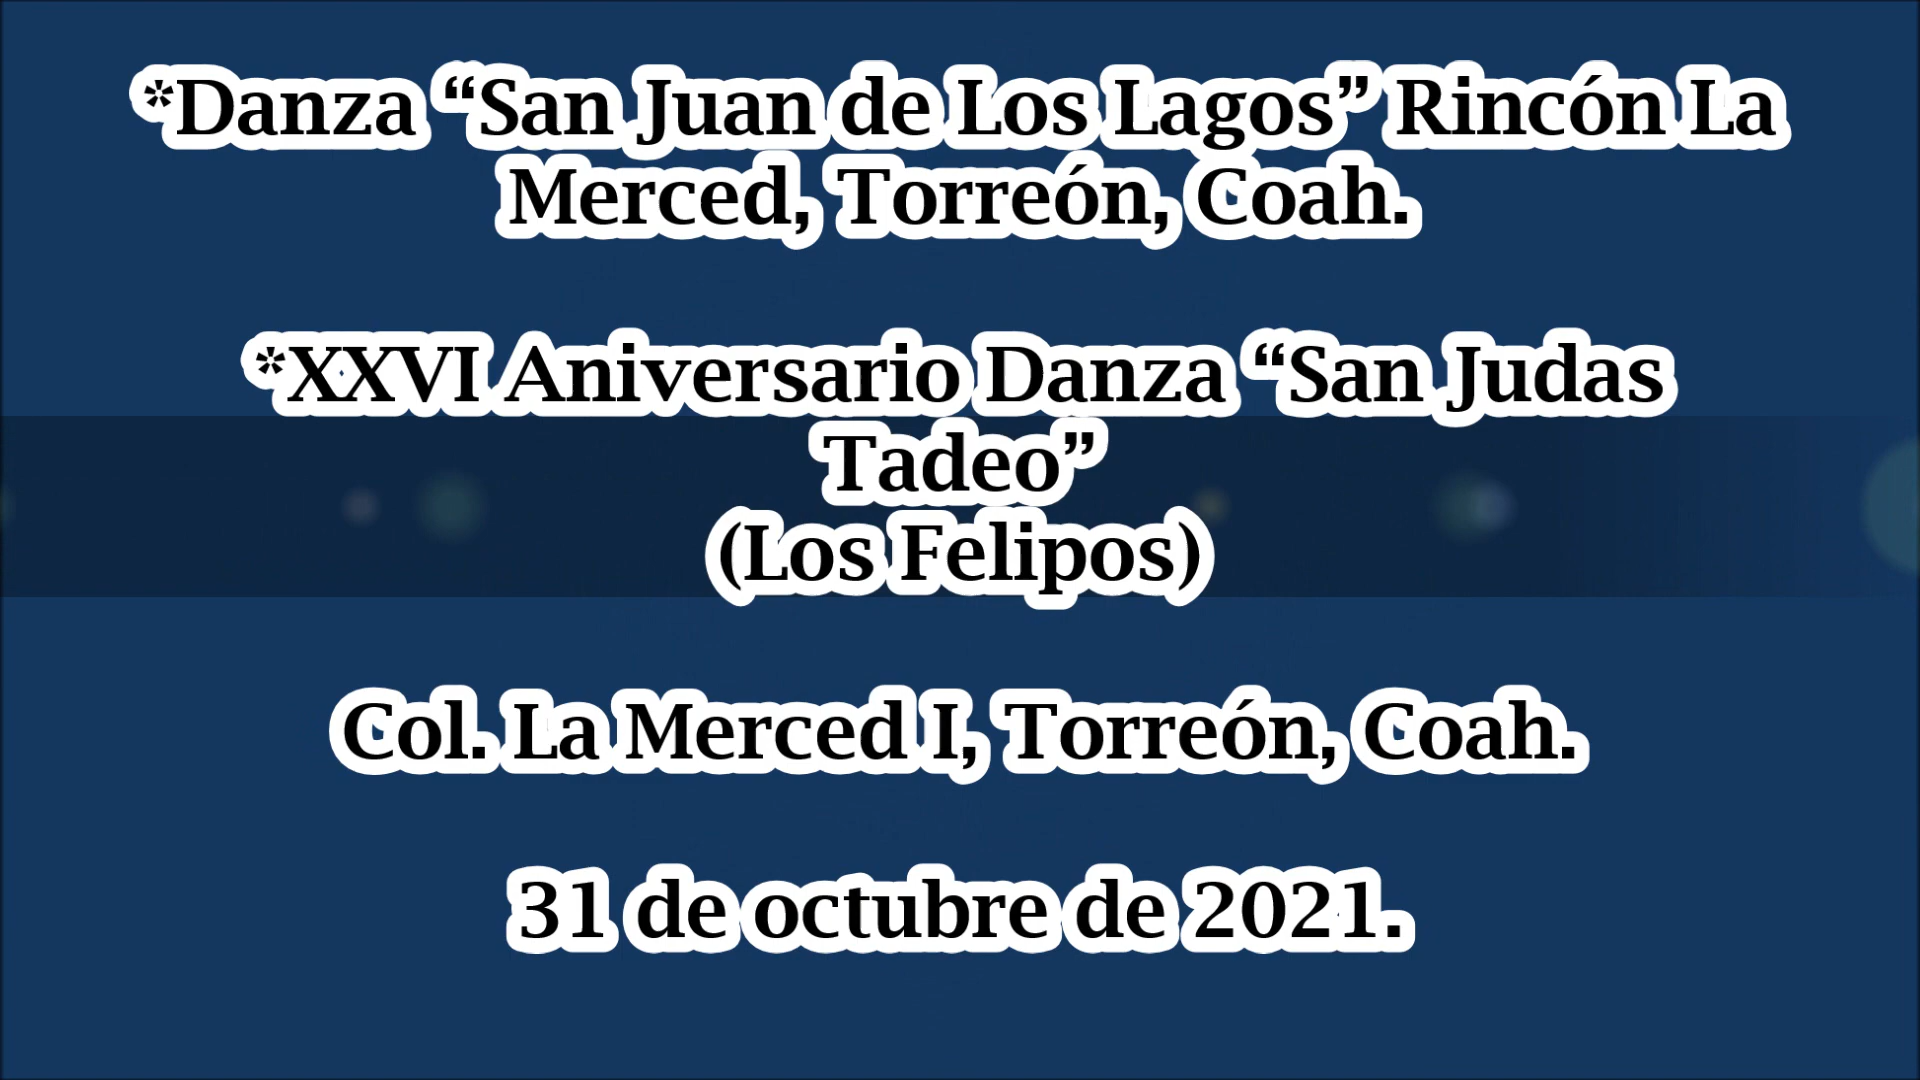 *Danza “San Juan de Los Lagos” Rincón La
Merced, Torreón, Coah.
*XXVI Aniversario Danza “San Judas
Tadeo”
(Los Felipos)
Col. La Merced I, Torreón, Coah.
31 de octubre de 2021.